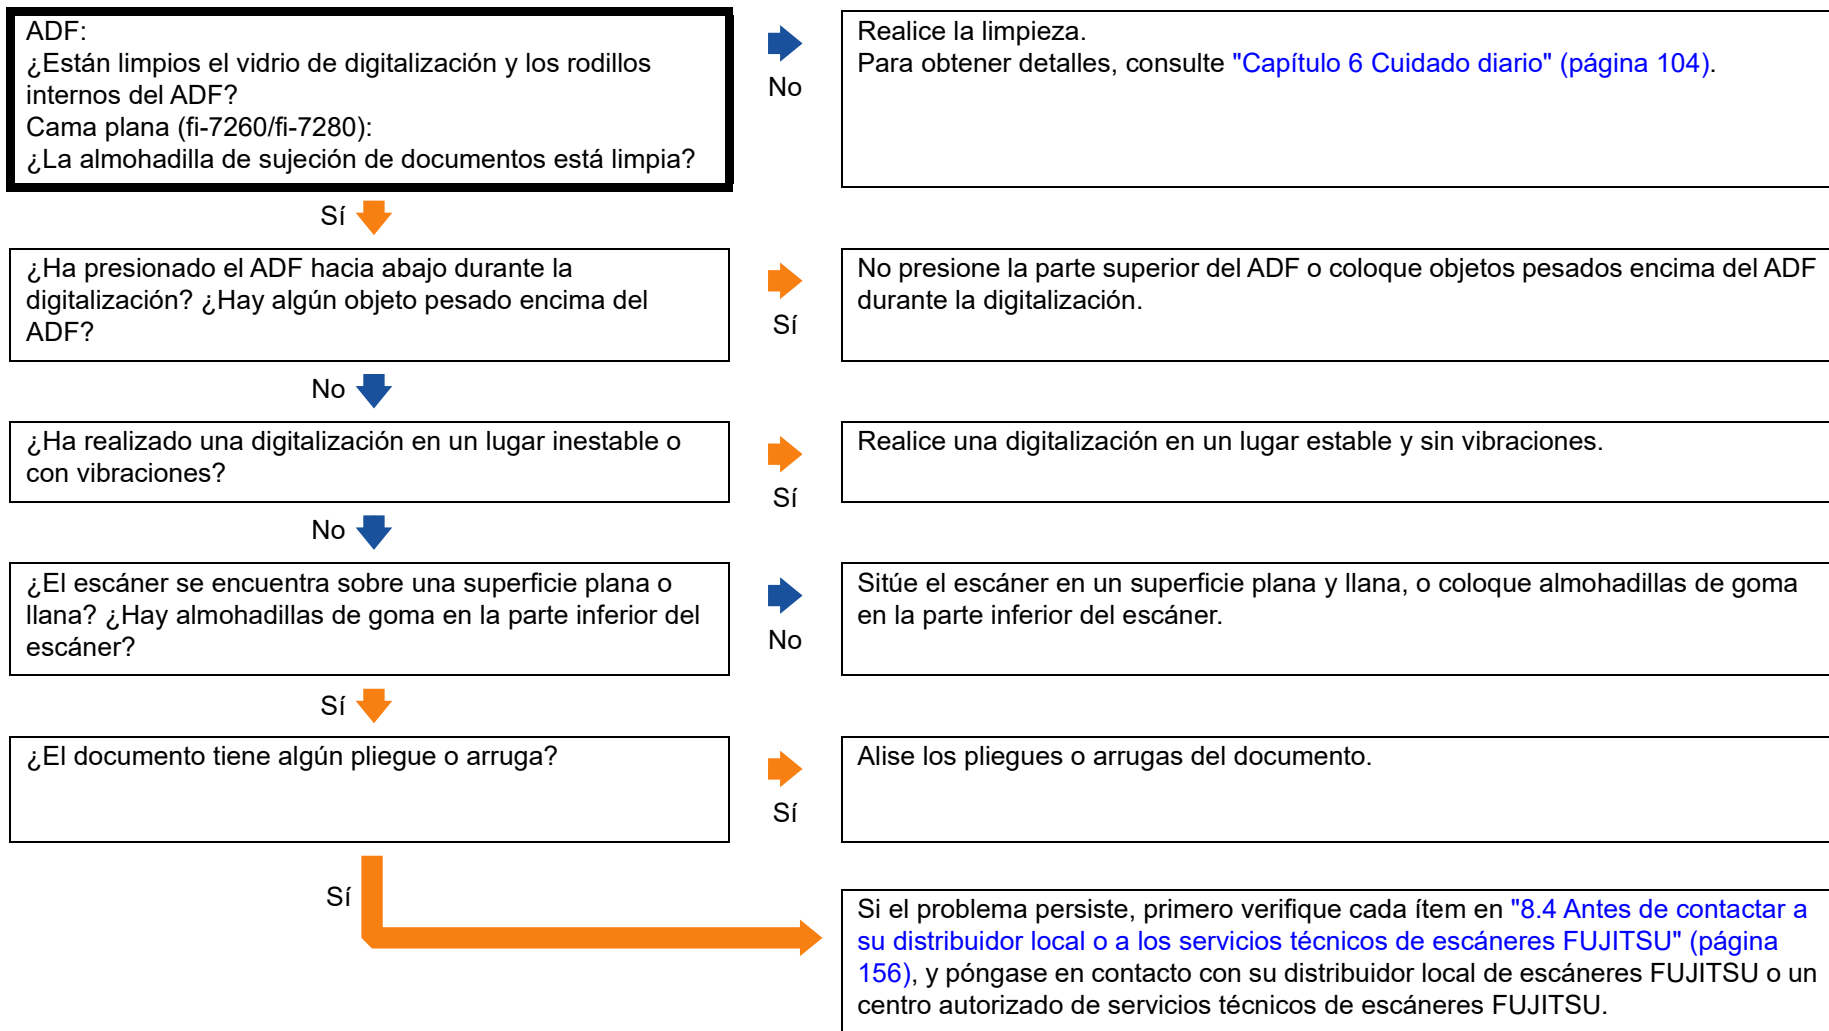 ADF:
¿Están limpios el vidrio de digitalización y los rodillos
internos del ADF?
Cama plana (fi-7260/fi-7280):
¿La almohadilla de sujeción de documentos está limpia?
No
Realice la limpieza.
Para obtener detalles, consulte "Capítulo 6 Cuidado diario" (página 104).
Sí
¿Ha presionado el ADF hacia abajo durante la
digitalización? ¿Hay algún objeto pesado encima del
ADF?
Sí
No presione la parte superior del ADF o coloque objetos pesados encima del ADF
durante la digitalización.
No
¿Ha realizado una digitalización en un lugar inestable o
con vibraciones?
Sí
Realice una digitalización en un lugar estable y sin vibraciones.
No
¿El escáner se encuentra sobre una superficie plana o
llana? ¿Hay almohadillas de goma en la parte inferior del
escáner?
No
Sitúe el escáner en un superficie plana y llana, o coloque almohadillas de goma
en la parte inferior del escáner.
Sí
¿El documento tiene algún pliegue o arruga?
Sí
Alise los pliegues o arrugas del documento.
Sí
Si el problema persiste, primero verifique cada ítem en "8.4 Antes de contactar a
su distribuidor local o a los servicios técnicos de escáneres FUJITSU" (página
156), y póngase en contacto con su distribuidor local de escáneres FUJITSU o un
centro autorizado de servicios técnicos de escáneres FUJITSU.